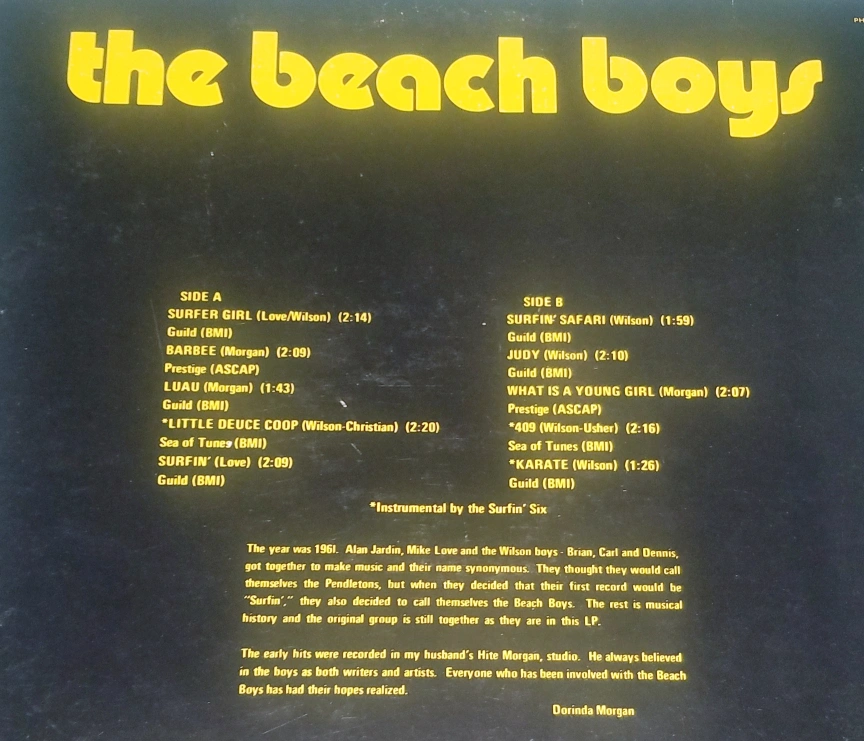 the beach boys
SIDE A
SURFER GIRL (Love/Wilson) (2:14)
Guild (BMI)
BARBEE (Morgan) (2:09)
Prestige (ASCAP)
LUAU (Morgan) (1:43)
Guild (BMI)
*LITTLE DEUCE COOP (Wilson-Christian) (2:20)
Sea of Tunes (BMI)
SURFIN' (Love) (2:09)
Guild (BMI)
SIDE B
SURFIN' SAFARI (Wilson) (1:59)
Guild (BMI)
JUDY (Wilson) (2:10)
Guild (BMI)
WHAT IS A YOUNG GIRL (Morgan) (2:07)
Prestige (ASCAP)
*409 (Wilson-Usher) (2:16)
Sea of Tunes (BMI)
*KARATE (Wilson) (1:26)
Guild (BMI)
*Instrumental by the Surfin' Six
The year was 1961. Alan Jardin, Mike Love and the Wilson boys - Brian, Carl and Dennis,
got together to make music and their name synonymous. They thought they would call
themselves the Pendletons, but when they decided that their first record would be
"Surfin'," they also decided to call themselves the Beach Boys. The rest is musical
history and the original group is still together as they are in this LP.
The early hits were recorded in my husband's Hite Morgan, studio. He always believed
in the boys as both writers and artists. Everyone who has been involved with the Beach
Boys has had their hopes realized.
Dorinda Morgan